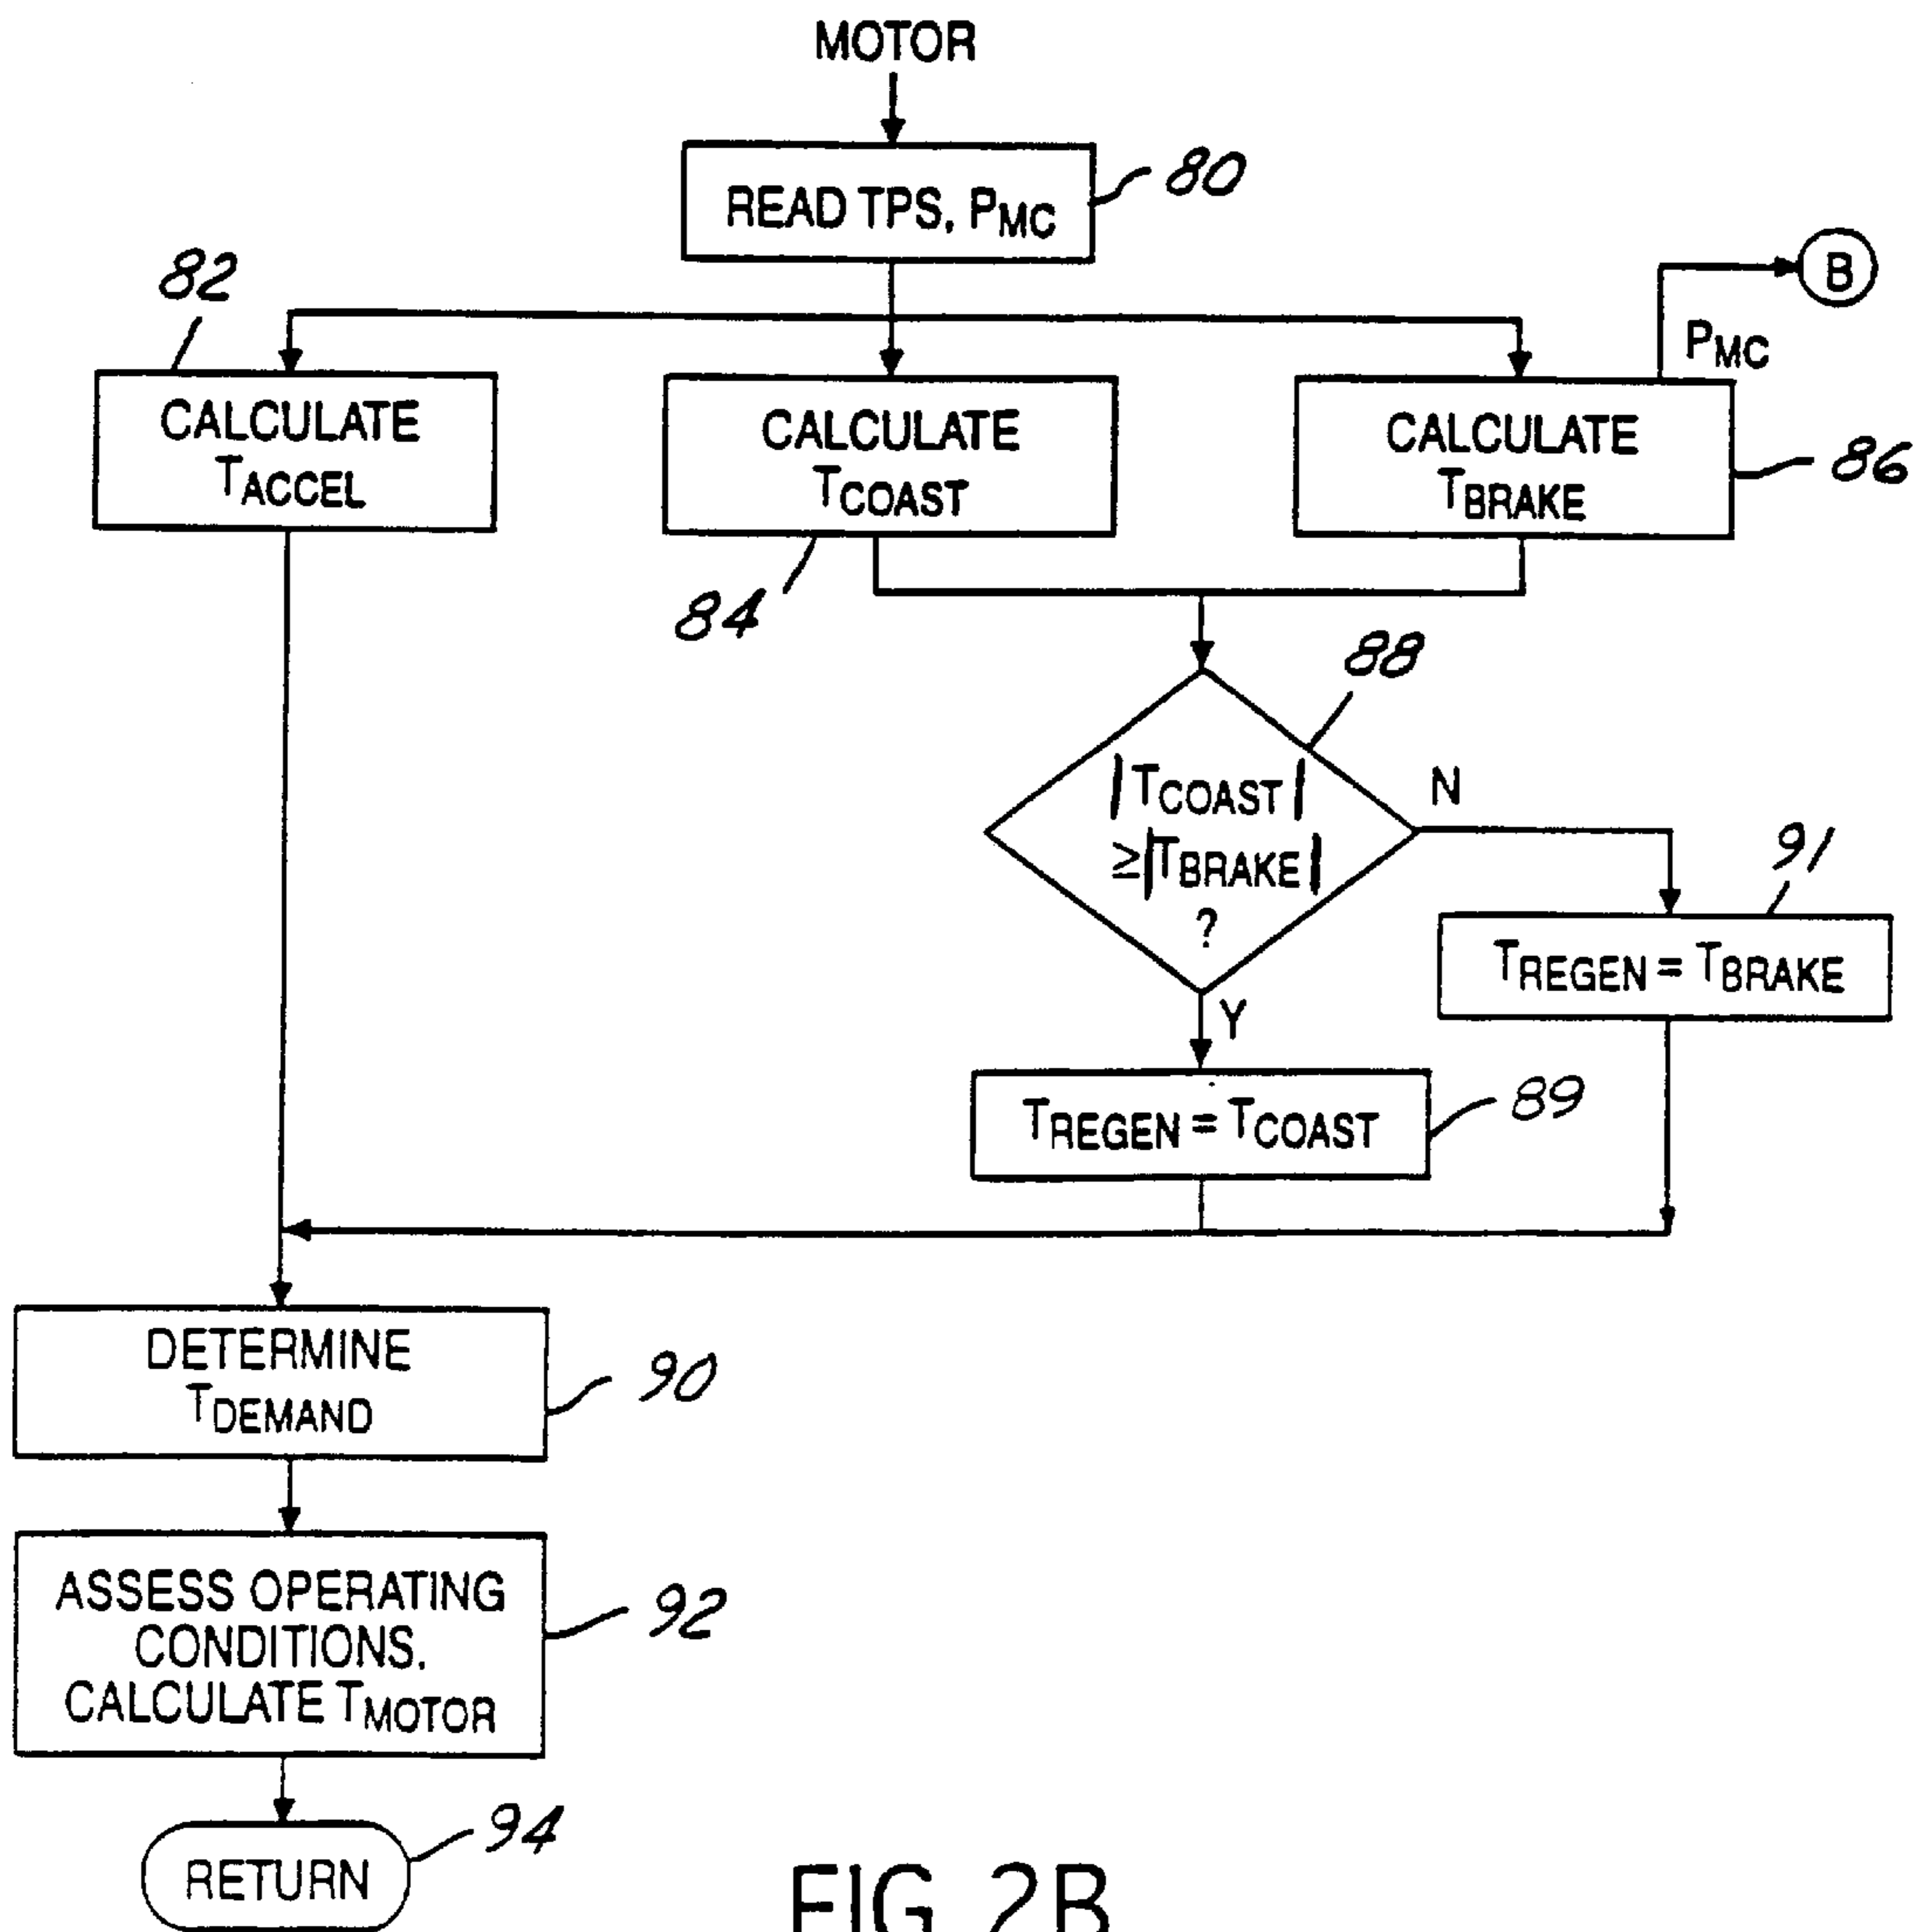 MOTOR
READ TPS, PMC
80
82
B
PMC
CALCULATE
TACCEL
CALCULATE
TCOAST
CALCULATE
TBRAKE
86
84
88
|TCOAST|
≥|TBRAKE|
?
N
91
TREGEN = TBRAKE
Y
TREGEN = TCOAST
89
DETERMINE
TDEMAND
90
ASSESS OPERATING
CONDITIONS,
CALCULATE TMOTOR
92
RETURN
94
FIG 2B